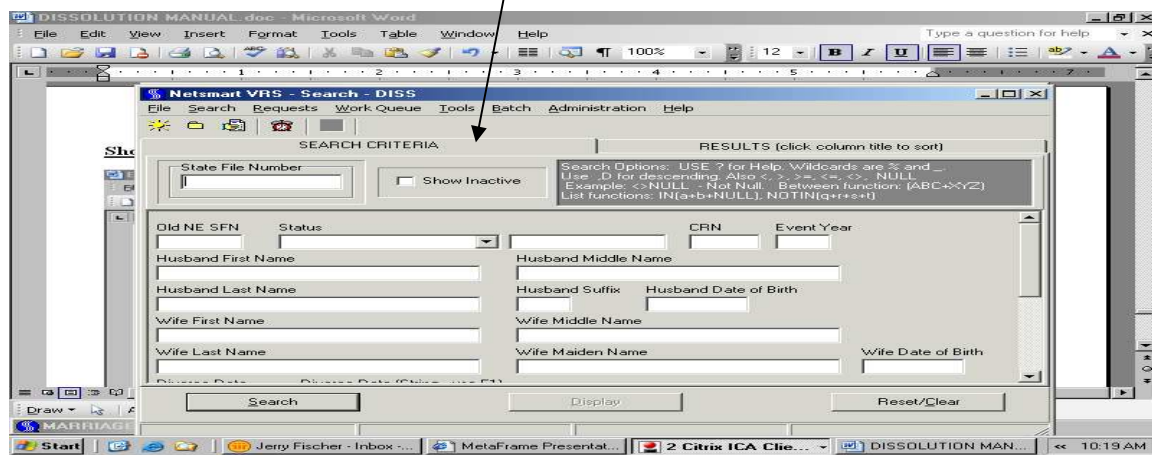 DISSOLUTION MANUAL.doc - Microsoft Word
File Edit View Insert Format Tools Table Window Help Type a question for help
100% 12 B I U
1 2 3 4 5 7
Netsmart VRS - Search - DISS
File Search Requests Work Queue Tools Batch Administration Help
SEARCH CRITERIA RESULTS (click column title to sort)
State File Number Show Inactive
Search Options: USE ? for Help. Wildcards are % and _.
Use ,D for descending. Also <, >, >=, <=, <>, NULL
Example: <>NULL - Not Null. Between function: (ABC+XYZ)
List functions: IN(a+b+NULL), NOTIN(q+r+s+t)
Old NE SFN Status CRN Event Year
Husband First Name Husband Middle Name
Husband Last Name Husband Suffix Husband Date of Birth
Wife First Name Wife Middle Name
Wife Last Name Wife Maiden Name Wife Date of Birth
Search Display Reset/Clear
Draw
MARRIAGE
Start Jerry Fischer - Inbox -... MetaFrame Presentat... 2 Citrix ICA Clie... DISSOLUTION MAN... << 10:19 AM